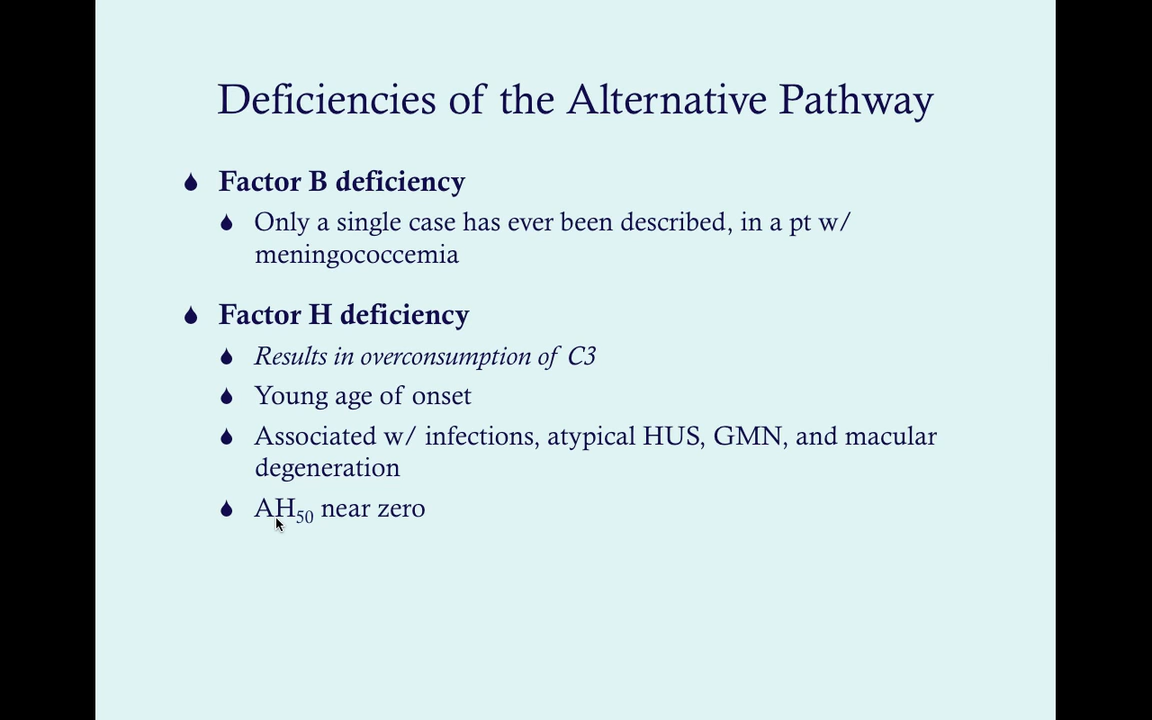 Deficiencies of the Alternative Pathway
Factor B deficiency
Only a single case has ever been described, in a pt w/
meningococcemia
Factor H deficiency
Results in overconsumption of C3
Young age of onset
Associated w/ infections, atypical HUS, GMN, and macular
degeneration
AH50 near zero